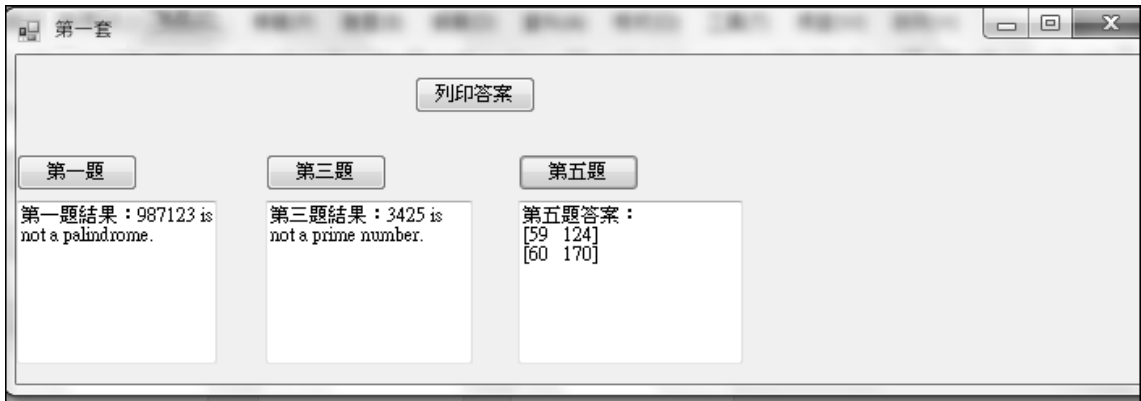 第一套
列印答案
第一題
第三題
第五題
第一題結果：987123 is
not a palindrome.
第三題結果：3425 is
not a prime number.
第五題答案：
[59 124]
[60 170]